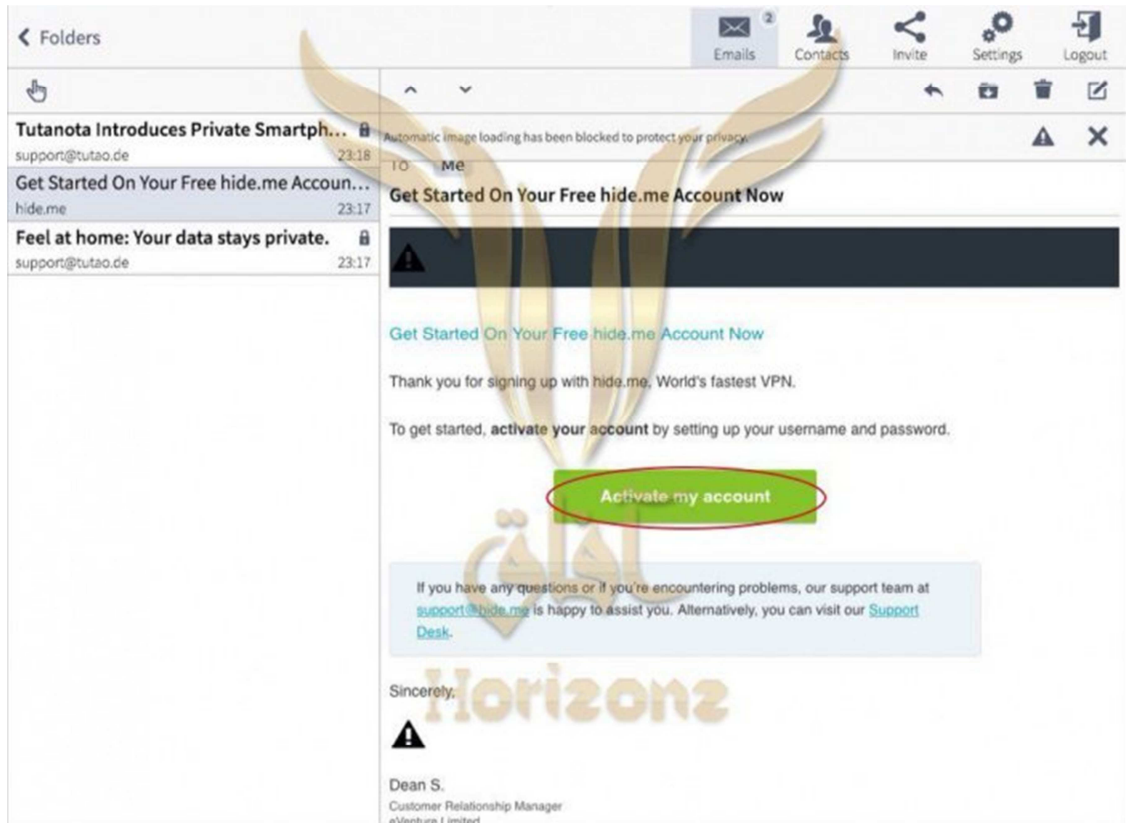 Folders
Emails
2
Contacts
Invite
Settings
Logout
Tutanota Introduces Private Smartph...
support@tutao.de 23:18
Get Started On Your Free hide.me Accoun...
hide.me 23:17
Feel at home: Your data stays private.
support@tutao.de 23:17
Automatic image loading has been blocked to protect your privacy.
TO Me
Get Started On Your Free hide.me Account Now
Get Started On Your Free hide.me Account Now
Thank you for signing up with hide.me, World's fastest VPN.
To get started, activate your account by setting up your username and password.
Activate my account
آفاق
If you have any questions or if you're encountering problems, our support team at
support@hide.me is happy to assist you. Alternatively, you can visit our Support
Desk.
Horizons
Sincerely,
Dean S.
Customer Relationship Manager
eVenture Limited